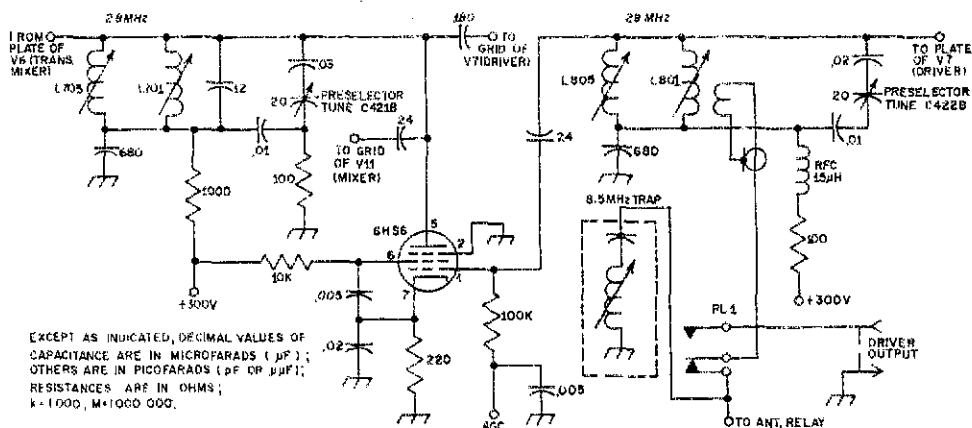 29MHz
180
29MHz
FROM
PLATE OF
V6 (TRANS.
MIXER)
TO
GRID OF
V7(DRIVER)
TO PLATE
OF V7
(DRIVER)
L705
L701
12
.03
20
PRESELECTOR
TUNE C421B
L805
L801
.02
20
PRESELECTOR
TUNE C422B
680
.01
24
TO GRID
OF V11
(MIXER)
24
680
.01
RFC
15µH
1000
100
8.5MHz TRAP
100
6HS6
5
2
6
1
7
10K
+300V
.005
+300V
100K
RL1
.02
220
DRIVER
OUTPUT
EXCEPT AS INDICATED, DECIMAL VALUES OF
CAPACITANCE ARE IN MICROFARADS (µF);
OTHERS ARE IN PICOFARADS (pF OR µµF);
RESISTANCES ARE IN OHMS;
k=1000, M=1000 000.
.005
AGC
TO ANT. RELAY